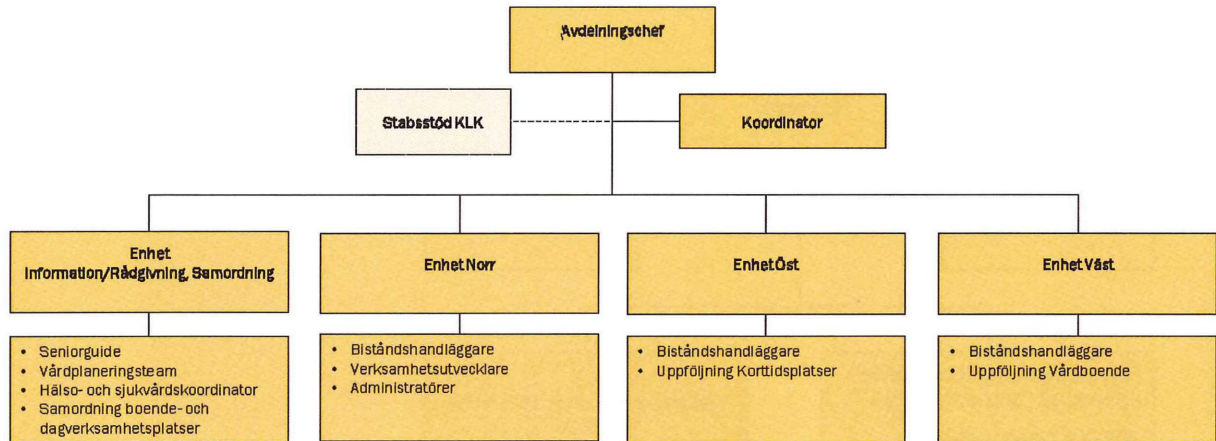 Avdelningschef
Stabsstöd KLK
Koordinator
Enhet
Information/Rådgivning, Samordning
Enhet Norr
Enhet Öst
Enhet Väst
• Seniorguide
• Vårdplaneringsteam
• Hälso- och sjukvårdskoordinator
• Samordning boende- och
dagverksamhetsplatser
• Biståndshandläggare
• Verksamhetsutvecklare
• Administratörer
• Biståndshandläggare
• Uppföljning Korttidsplatser
• Biståndshandläggare
• Uppföljning Vårdboende